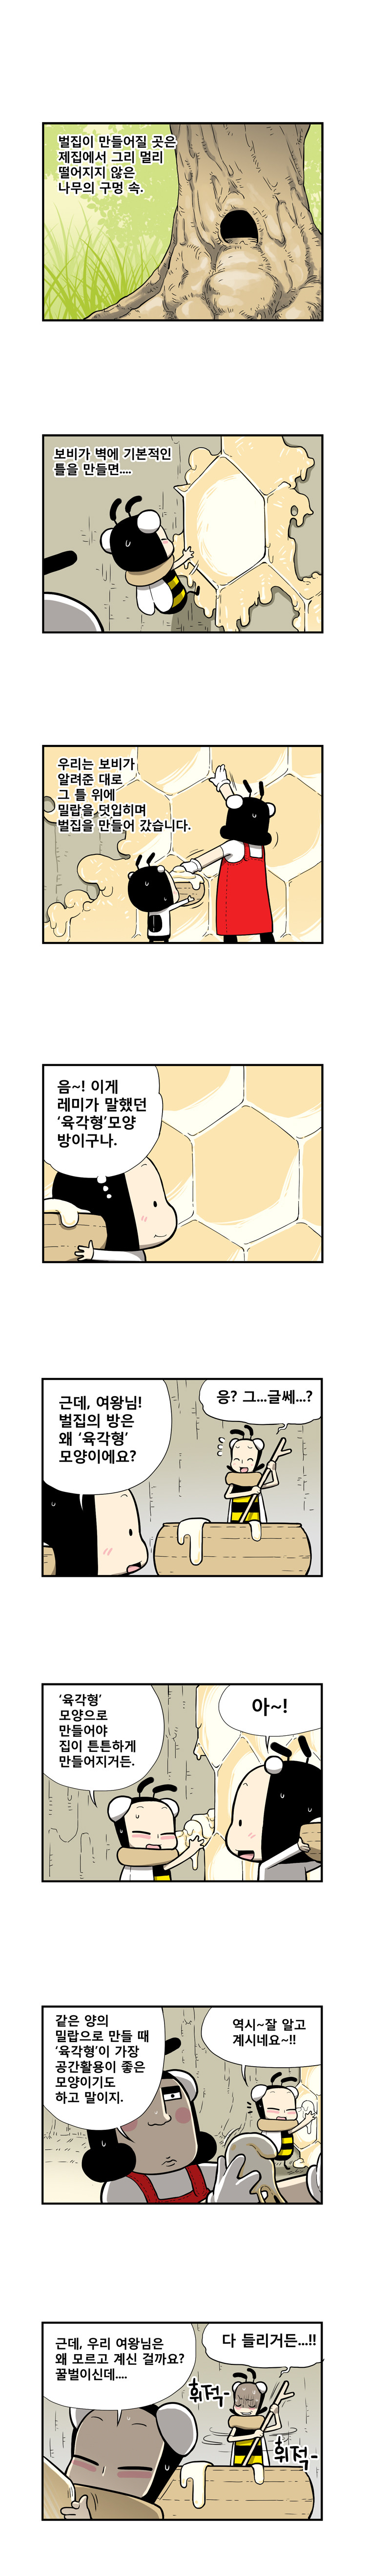 벌집이 만들어질 곳은
제집에서 그리 멀리
떨어지지 않은
나무의 구멍 속.
보비가 벽에 기본적인
틀을 만들면....
우리는 보비가
알려준 대로
그 틀 위에
밀랍을 덧입히며
벌집을 만들어 갔습니다.
음~! 이게
레미가 말했던
‘육각형’모양
방이구나.
근데, 여왕님!
벌집의 방은
왜 ‘육각형’
모양이에요?
응? 그...글쎄...?
‘육각형’
모양으로
만들어야
집이 튼튼하게
만들어지거든.
아~!
같은 양의
밀랍으로 만들 때
‘육각형’이 가장
공간활용이 좋은
모양이기도
하고 말이지.
역시~잘 알고
계시네요~!!
근데, 우리 여왕님은
왜 모르고 계신 걸까요?
꿀벌이신데....
다 들리거든...!!
휘적-
휘적-